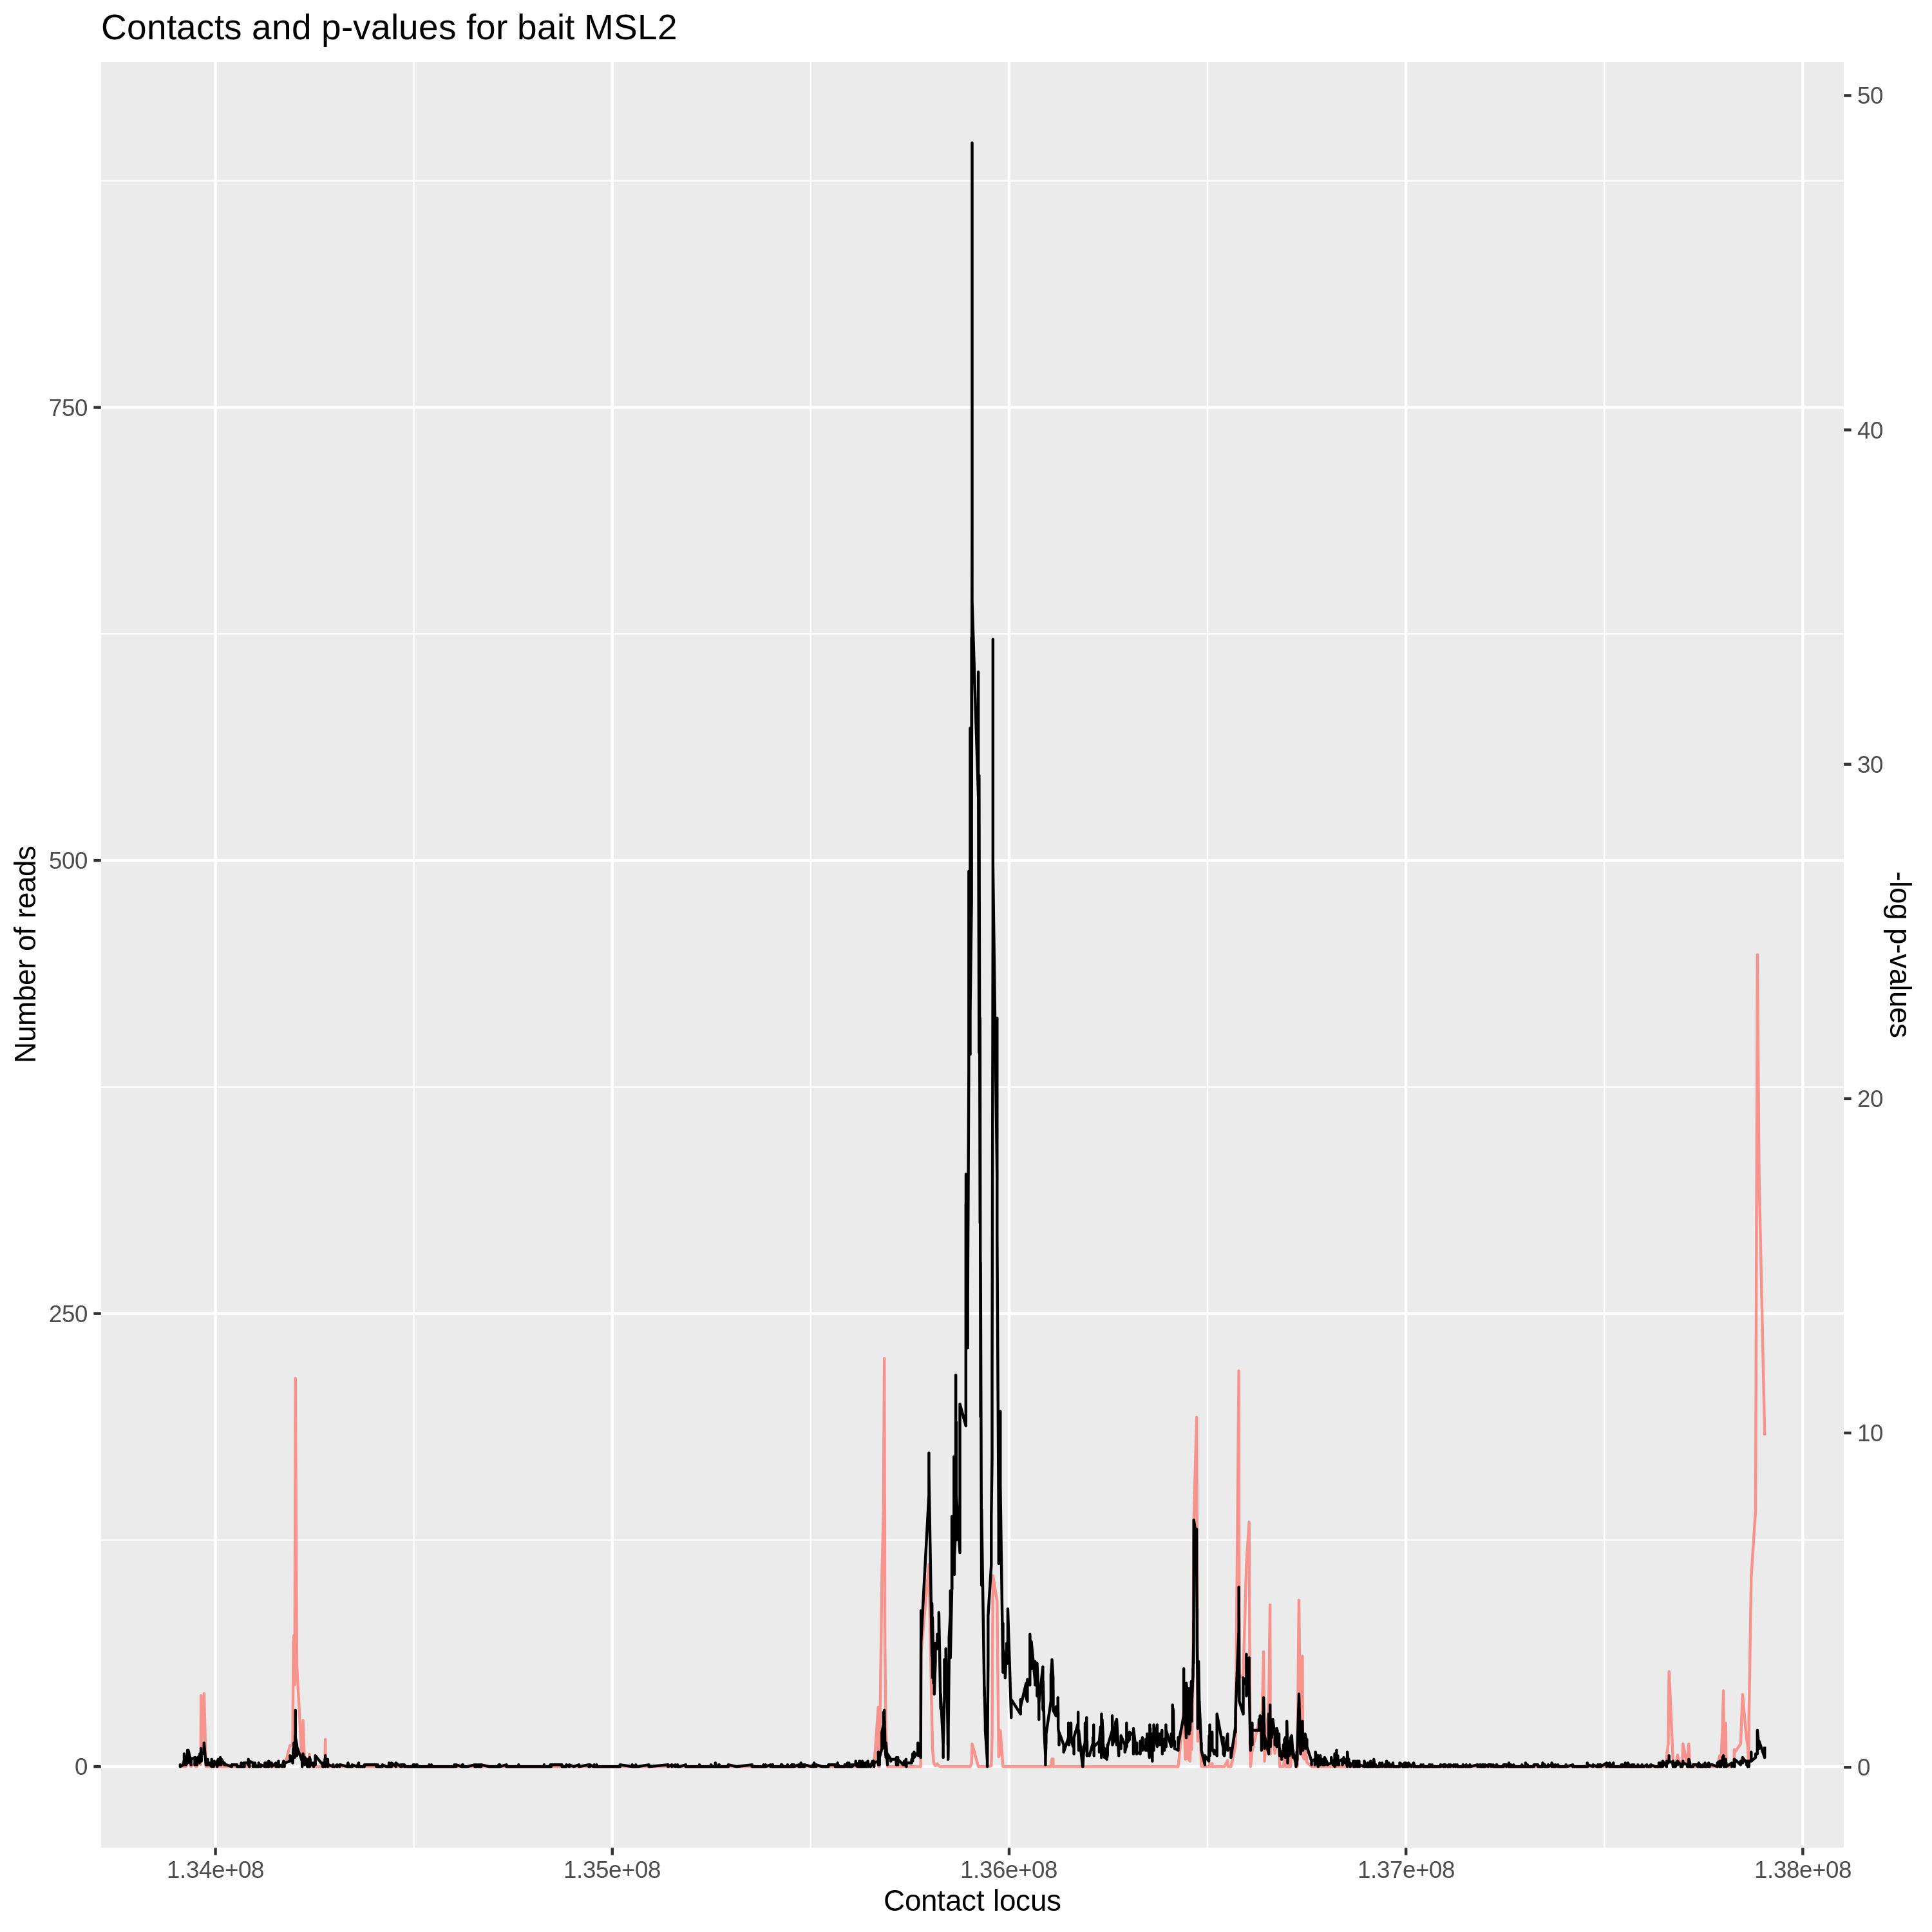 Contacts and p-values for bait MSL2
Number of reads
750
500
250
0
50
40
30
20
10
0
-log p-values
1.34e+08 1.35e+08 1.36e+08 1.37e+08 1.38e+08
Contact locus